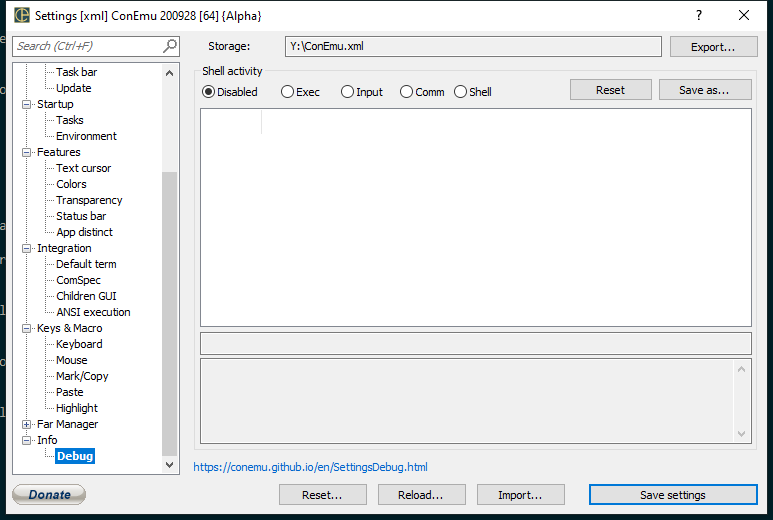 Settings [xml] ConEmu 200928 [64] {Alpha}
?
Search (Ctrl+F)
Storage:
Y:\ConEmu.xml
Export...
Task bar
Update
Startup
Tasks
Environment
Features
Text cursor
Colors
Transparency
Status bar
App distinct
Integration
Default term
ComSpec
Children GUI
ANSI execution
Keys & Macro
Keyboard
Mouse
Mark/Copy
Paste
Highlight
Far Manager
Info
Debug
Shell activity
Disabled
Exec
Input
Comm
Shell
Reset
Save as...
https://conemu.github.io/en/SettingsDebug.html
Donate
Reset...
Reload...
Import...
Save settings